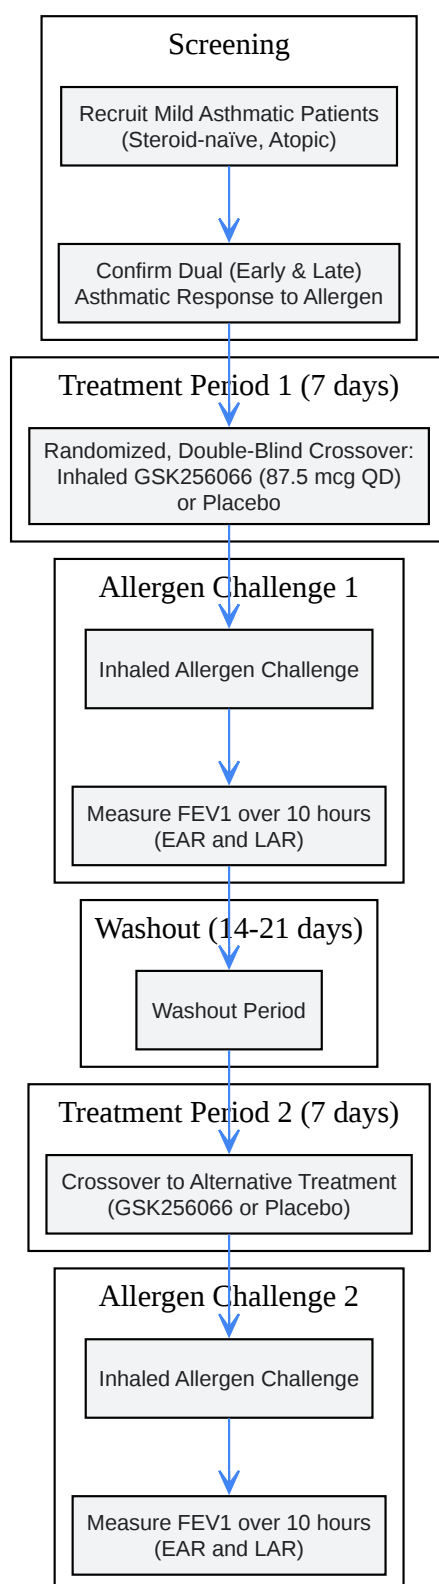 Screening
Recruit Mild Asthmatic Patients
(Steroid-naïve, Atopic)
Confirm Dual (Early & Late)
Asthmatic Response to Allergen
Treatment Period 1 (7 days)
Randomized, Double-Blind Crossover:
Inhaled GSK256066 (87.5 mcg QD)
or Placebo
Allergen Challenge 1
Inhaled Allergen Challenge
Measure FEV1 over 10 hours
(EAR and LAR)
Washout (14-21 days)
Washout Period
Treatment Period 2 (7 days)
Crossover to Alternative Treatment
(GSK256066 or Placebo)
Allergen Challenge 2
Inhaled Allergen Challenge
Measure FEV1 over 10 hours
(EAR and LAR)